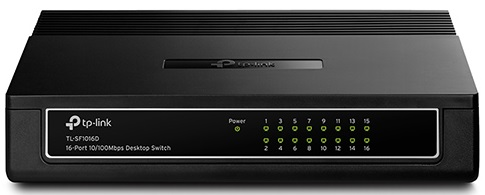 tp-link
TL-SF1016D
16-Port 10/100Mbps Desktop Switch
Power
1 3 5 7 9 11 13 15
2 4 6 8 10 12 14 16